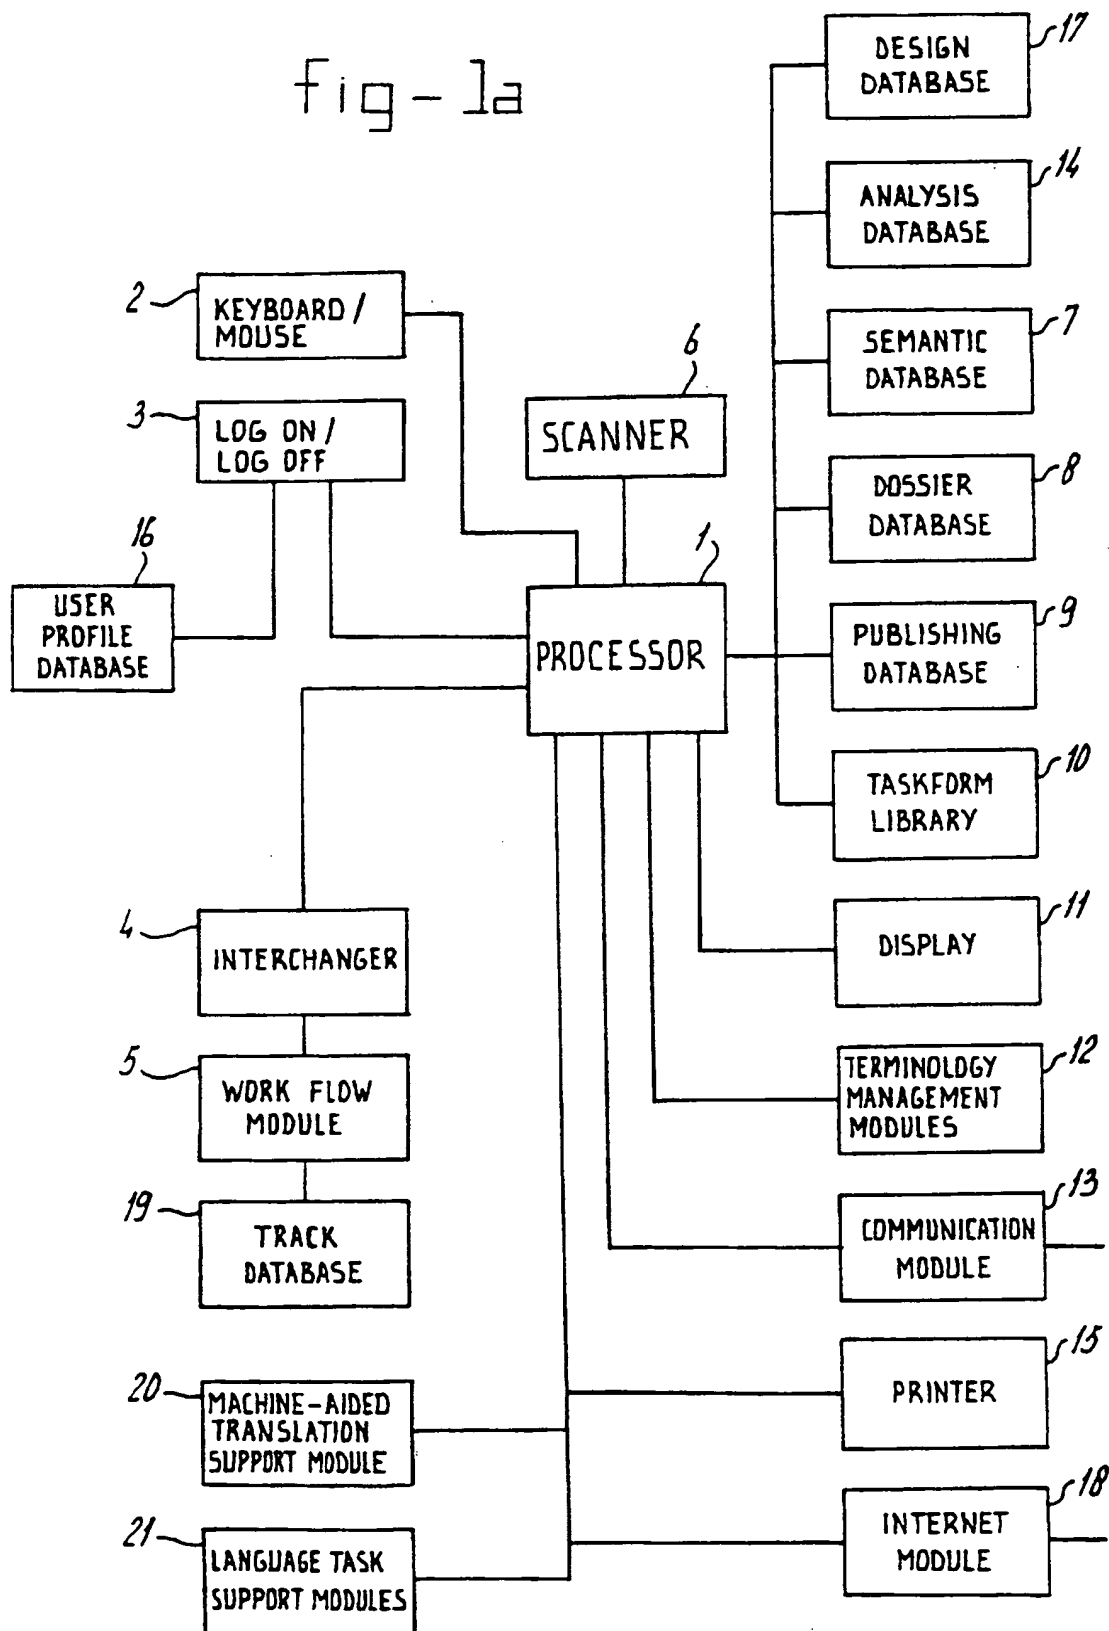 fig-1a
17
DESIGN
DATABASE
14
ANALYSIS
DATABASE
2
KEYBOARD/
MOUSE
7
SEMANTIC
DATABASE
6
SCANNER
3
LOG ON/
LOG OFF
8
DOSSIER
DATABASE
16
USER
PROFILE
DATABASE
1
PROCESSOR
9
PUBLISHING
DATABASE
10
TASKFORM
LIBRARY
4
INTERCHANGER
11
DISPLAY
5
WORK FLOW
MODULE
12
TERMINOLOGY
MANAGEMENT
MODULES
19
TRACK
DATABASE
13
COMMUNICATION
MODULE
20
MACHINE-AIDED
TRANSLATION
SUPPORT MODULE
15
PRINTER
21
LANGUAGE TASK
SUPPORT MODULES
18
INTERNET
MODULE